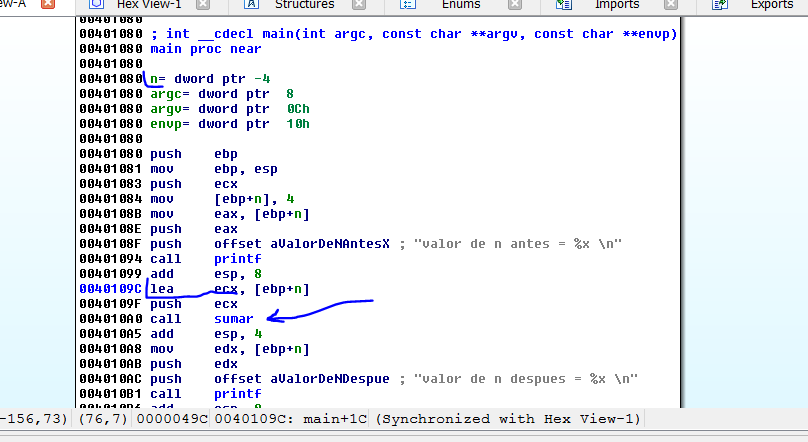 w-A Hex View-1 Structures Enums Imports Exports
00401080
00401080 ; int __cdecl main(int argc, const char **argv, const char **envp)
00401080 main proc near
00401080
00401080 n= dword ptr -4
00401080 argc= dword ptr  8
00401080 argv= dword ptr  0Ch
00401080 envp= dword ptr  10h
00401080
00401080 push    ebp
00401081 mov     ebp, esp
00401083 push    ecx
00401084 mov     [ebp+n], 4
0040108B mov     eax, [ebp+n]
0040108E push    eax
0040108F push    offset aValorDeNAntesX ; "valor de n antes = %x \n"
00401094 call    printf
00401099 add     esp, 8
0040109C lea     ecx, [ebp+n]
0040109F push    ecx
004010A0 call    sumar
004010A5 add     esp, 4
004010A8 mov     edx, [ebp+n]
004010AB push    edx
004010AC push    offset aValorDeNDespue ; "valor de n despues = %x \n"
004010B1 call    printf
004010B6 add     esp, 8
-156,73) (76,7) 0000049C 0040109C: main+1C (Synchronized with Hex View-1)